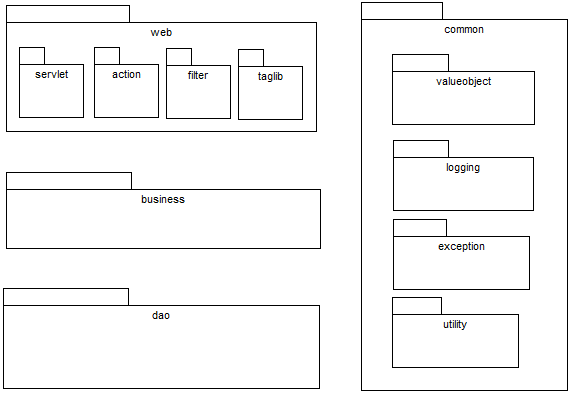 web
servlet
action
filter
taglib
business
dao
common
valueobject
logging
exception
utility